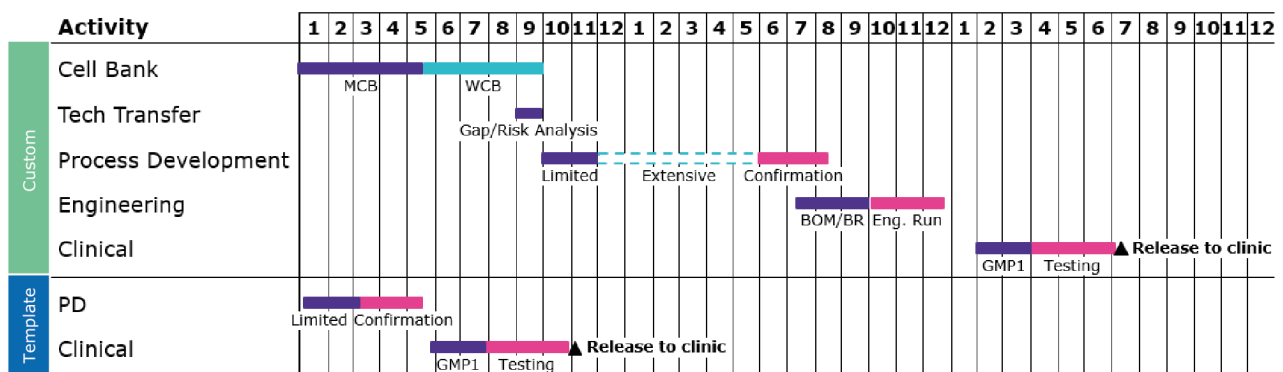 Activity 1 2 3 4 5 6 7 8 9 10 11 12 1 2 3 4 5 6 7 8 9 10 11 12 1 2 3 4 5 6 7 8 9 10 11 12
Custom
Cell Bank
MCB WCB
Tech Transfer
Gap/Risk Analysis
Process Development
Limited Extensive Confirmation
Engineering
BOM/BR Eng. Run
Clinical ▲ Release to clinic
GMP1 Testing
Template
PD
Limited Confirmation
Clinical ▲ Release to clinic
GMP1 Testing